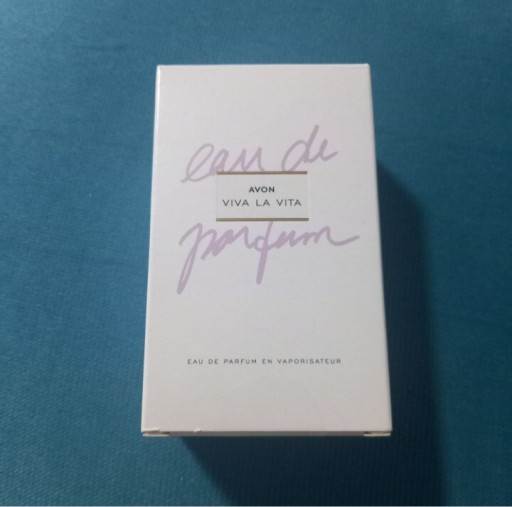 eau de
AVON
VIVA LA VITA
parfum
EAU DE PARFUM EN VAPORISATEUR